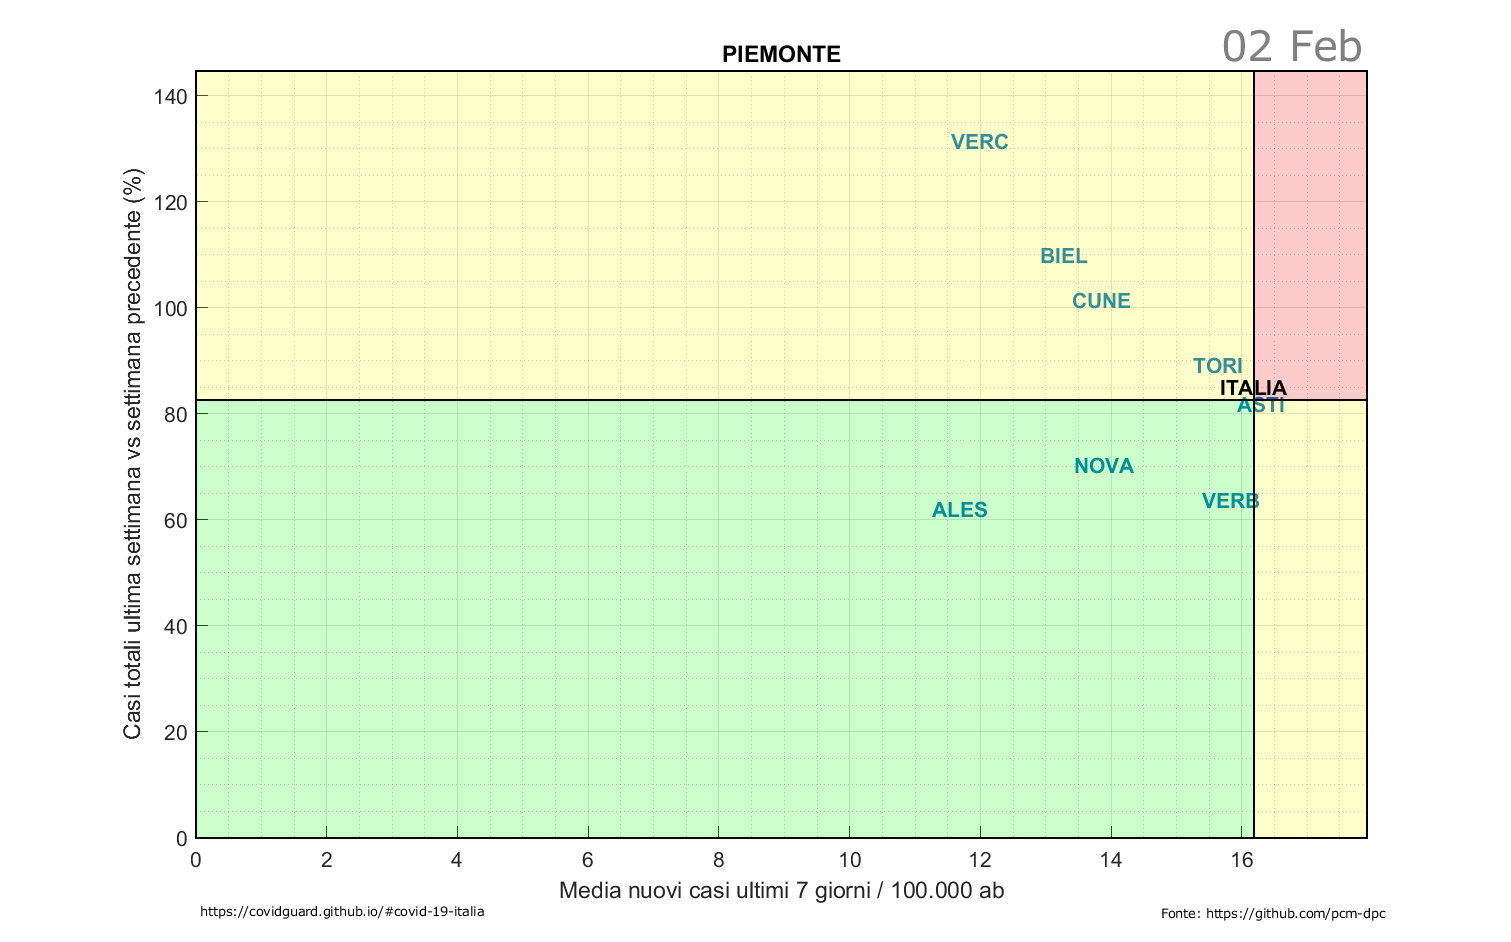 02 Feb
PIEMONTE
140
120
100
80
60
40
20
0
Casi totali ultima settimana vs settimana precedente (%)
VERC
BIEL
CUNE
TORI
ITALIA
ASTI
NOVA
VERB
ALES
0 2 4 6 8 10 12 14 16
Media nuovi casi ultimi 7 giorni / 100.000 ab
https://covidguard.github.io/#covid-19-italia
Fonte: https://github.com/pcm-dpc